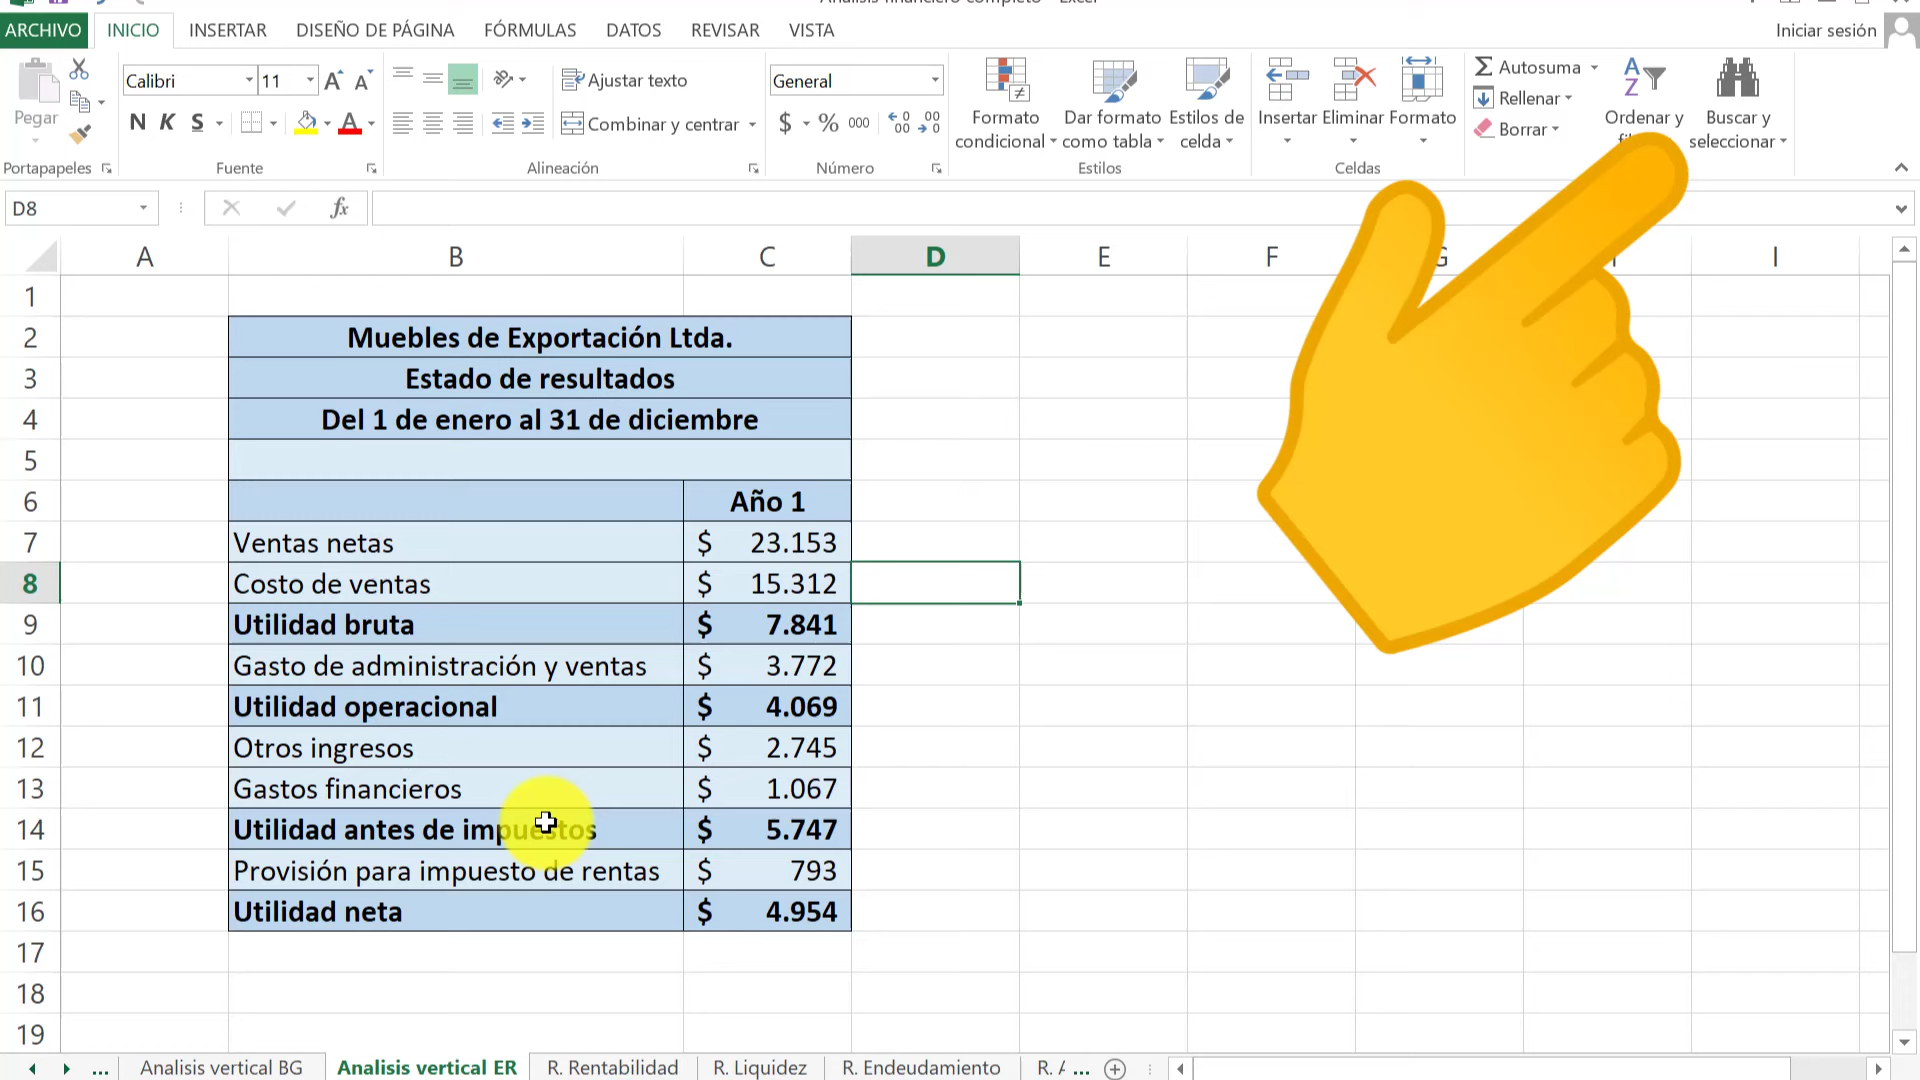 Análisis financiero completo - Excel
ARCHIVO INICIO INSERTAR DISEÑO DE PÁGINA FÓRMULAS DATOS REVISAR VISTA Iniciar sesión
Pegar
Portapapeles
Calibri 11
N K S
Fuente
Ajustar texto
Combinar y centrar
Alineación
General
$ % 000
Número
Formato condicional
Dar formato como tabla
Estilos de celda
Estilos
Insertar Eliminar Formato
Celdas
Autosuma
Rellenar
Borrar
Ordenar y
Buscar y seleccionar
D8 fx
A B C D E F G I
1
2 Muebles de Exportación Ltda.
3 Estado de resultados
4 Del 1 de enero al 31 de diciembre
5
6 Año 1
7 Ventas netas $ 23.153
8 Costo de ventas $ 15.312
9 Utilidad bruta $ 7.841
10 Gasto de administración y ventas $ 3.772
11 Utilidad operacional $ 4.069
12 Otros ingresos $ 2.745
13 Gastos financieros $ 1.067
14 Utilidad antes de impuestos $ 5.747
15 Provisión para impuesto de rentas $ 793
16 Utilidad neta $ 4.954
17
18
19
... Analisis vertical BG Analisis vertical ER R. Rentabilidad R. Liquidez R. Endeudamiento R. ...